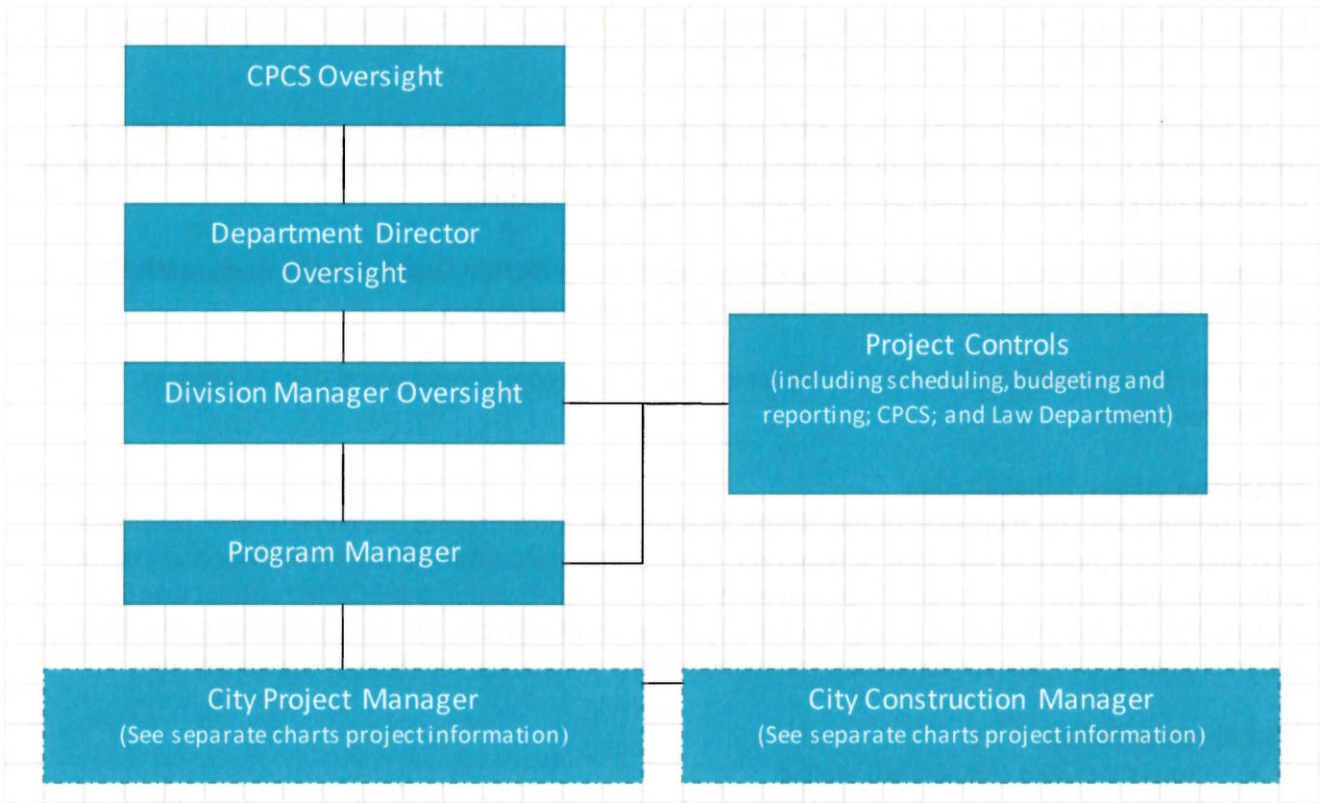 CPCS Oversight
Department Director
Oversight
Division Manager Oversight
Project Controls
(including scheduling, budgeting and
reporting; CPCS; and Law Department)
Program Manager
City Project Manager
(See separate charts project information)
City Construction Manager
(See separate charts project information)